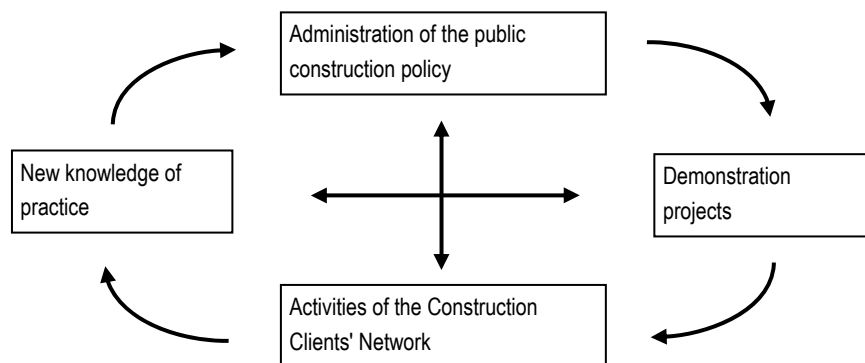 Administration of the public
construction policy
New knowledge of
practice
Demonstration
projects
Activities of the Construction
Clients' Network